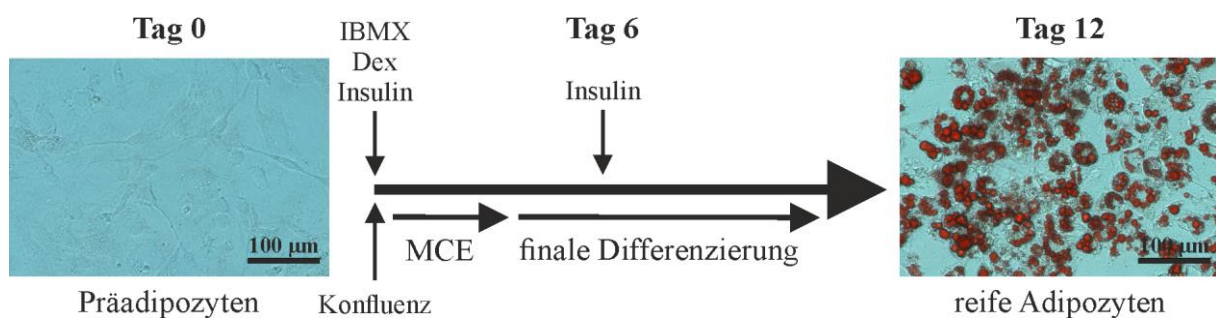 Tag 0
IBMX
Dex
Insulin
Tag 6
Insulin
Tag 12
100 µm
MCE
finale Differenzierung
100 µm
Präadipozyten
Konfluenz
reife Adipozyten